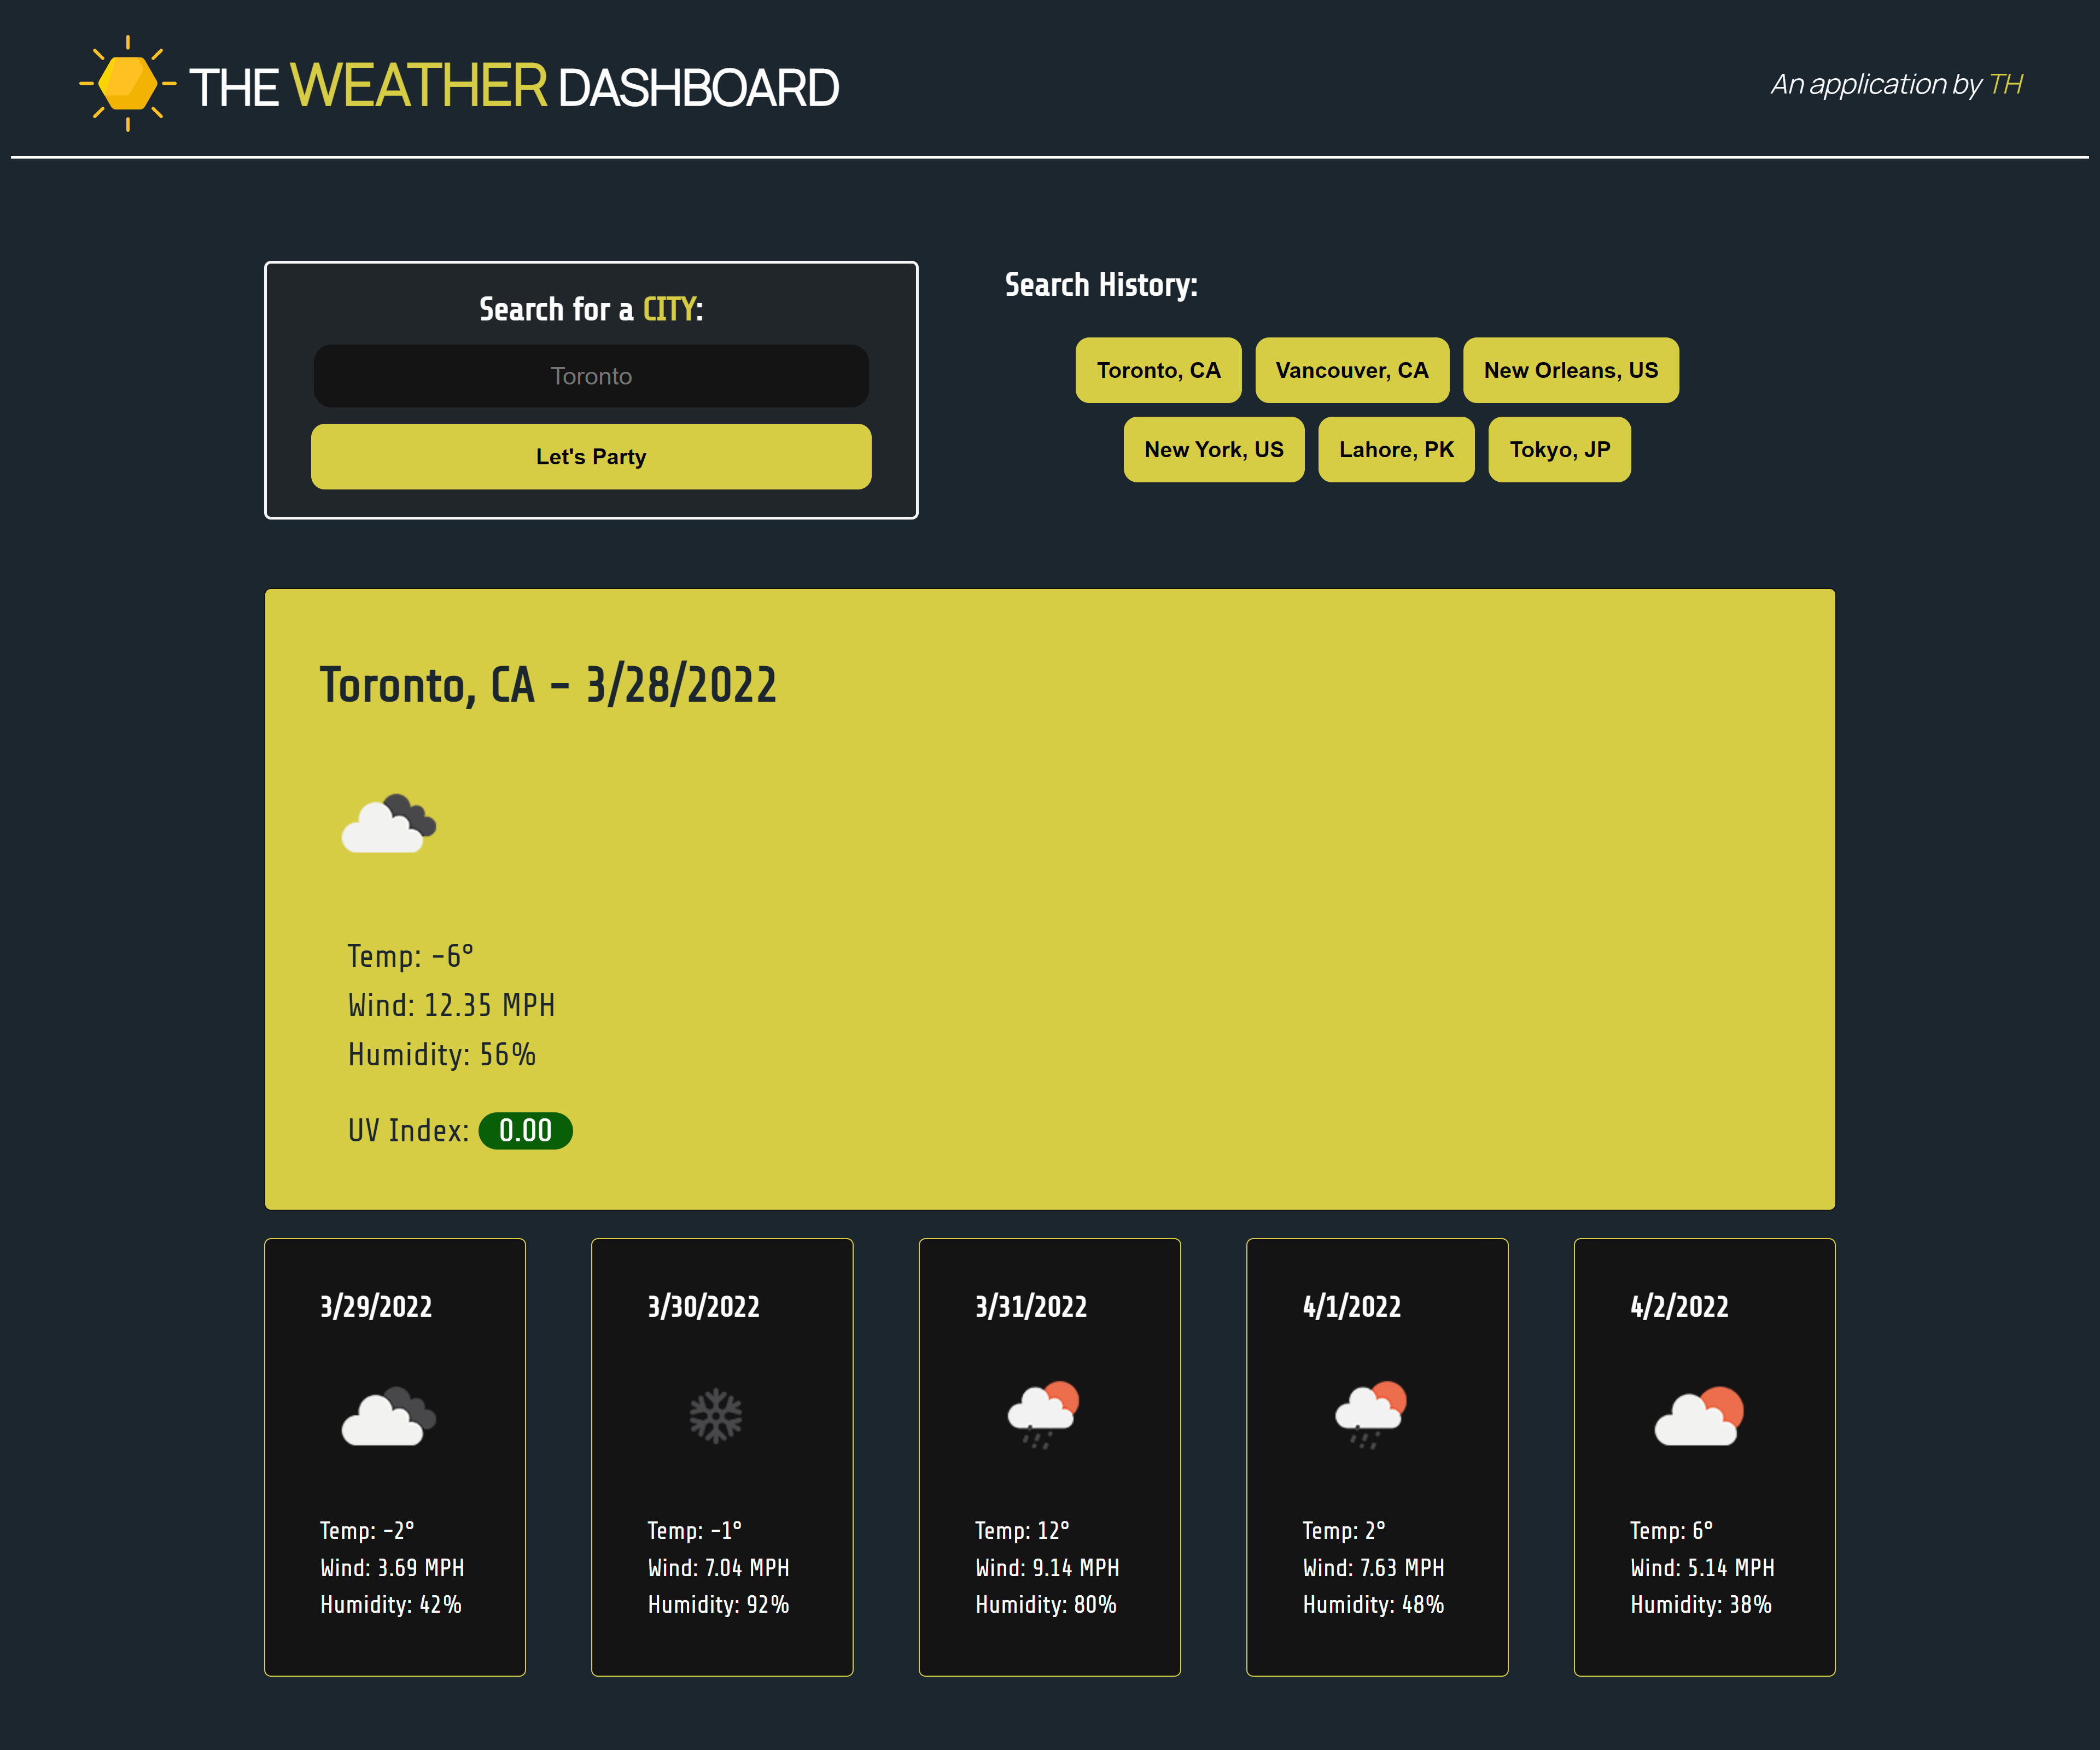 THE WEATHER DASHBOARD
An application by TH
Search for a CITY:
Toronto
Let's Party
Search History:
Toronto, CA
Vancouver, CA
New Orleans, US
New York, US
Lahore, PK
Tokyo, JP
Toronto, CA - 3/28/2022
Temp: -6°
Wind: 12.35 MPH
Humidity: 56%
UV Index: 0.00
3/29/2022
Temp: -2°
Wind: 3.69 MPH
Humidity: 42%
3/30/2022
Temp: -1°
Wind: 7.04 MPH
Humidity: 92%
3/31/2022
Temp: 12°
Wind: 9.14 MPH
Humidity: 80%
4/1/2022
Temp: 2°
Wind: 7.63 MPH
Humidity: 48%
4/2/2022
Temp: 6°
Wind: 5.14 MPH
Humidity: 38%